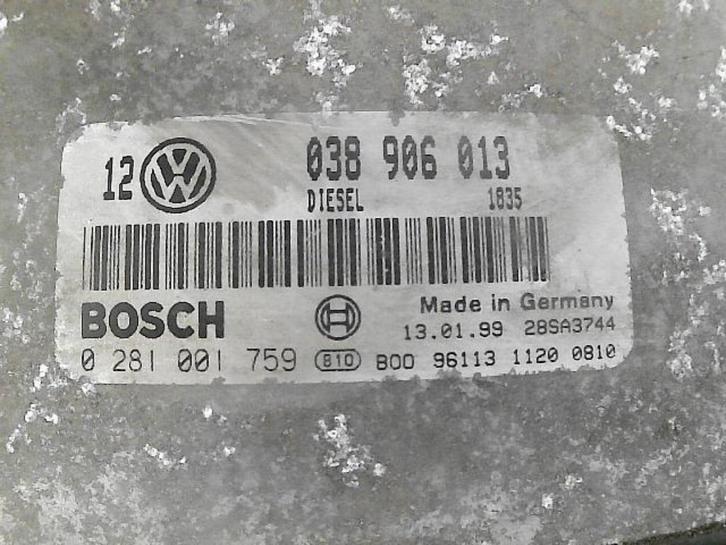 12 VW 038 906 013
DIESEL 1835
BOSCH Made in Germany
13.01.99 28SA3744
0 281 001 759 810 B00 96113 1120 0810